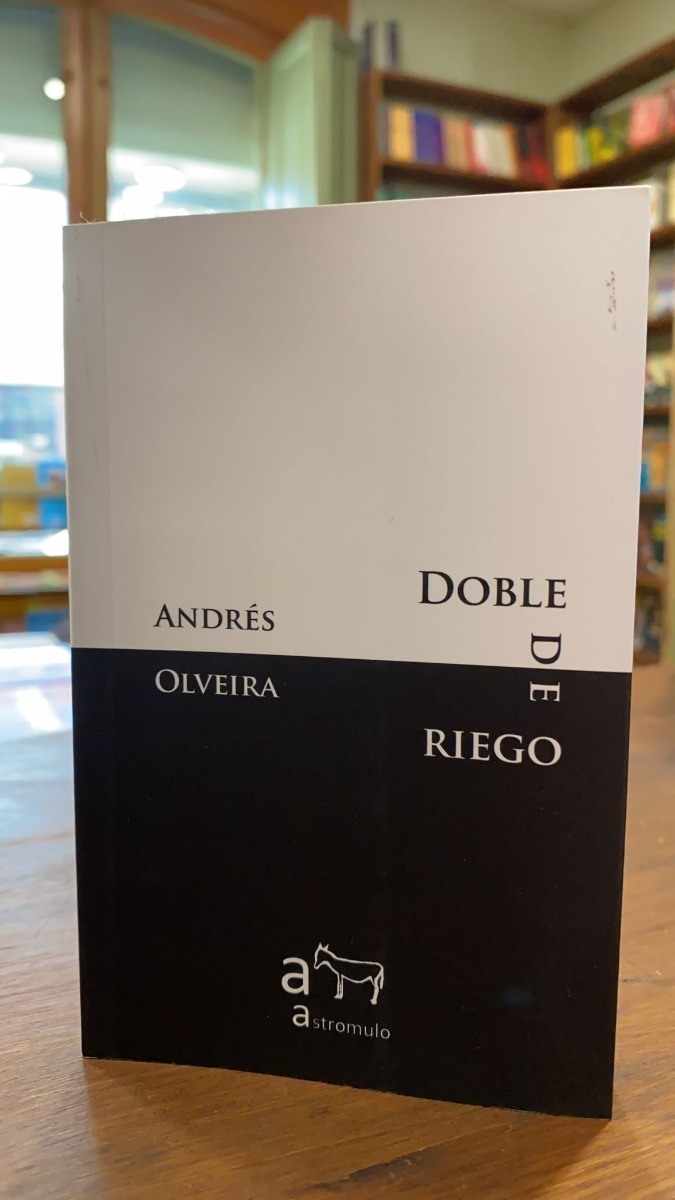 ANDRÉS
OLVEIRA
DOBLE
DE
RIEGO
a
astromulo